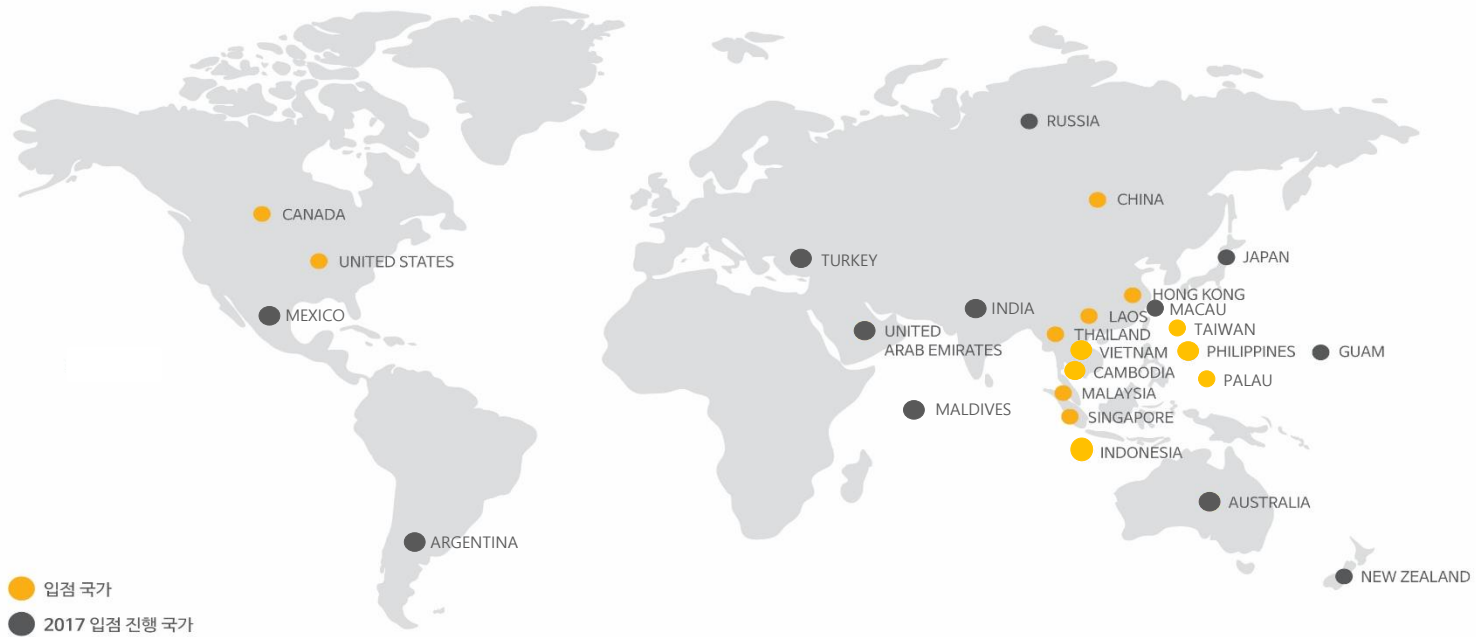 RUSSIA
CANADA
CHINA
UNITED STATES
TURKEY
JAPAN
HONG KONG
INDIA
MACAU
MEXICO
LAOS
TAIWAN
UNITED
ARAB EMIRATES
THAILAND
VIETNAM
PHILIPPINES
GUAM
CAMBODIA
PALAU
MALAYSIA
MALDIVES
SINGAPORE
INDONESIA
AUSTRALIA
ARGENTINA
NEW ZEALAND
입점 국가
2017 입점 진행 국가